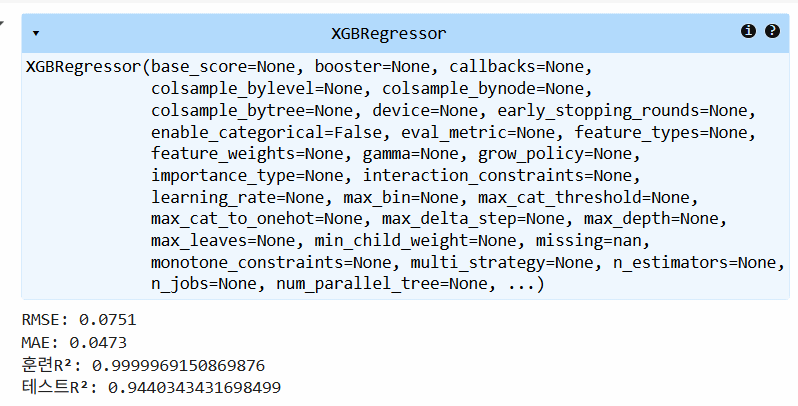 XGBRegressor
XGBRegressor(base_score=None, booster=None, callbacks=None,
colsample_bylevel=None, colsample_bynode=None,
colsample_bytree=None, device=None, early_stopping_rounds=None,
enable_categorical=False, eval_metric=None, feature_types=None,
feature_weights=None, gamma=None, grow_policy=None,
importance_type=None, interaction_constraints=None,
learning_rate=None, max_bin=None, max_cat_threshold=None,
max_cat_to_onehot=None, max_delta_step=None, max_depth=None,
max_leaves=None, min_child_weight=None, missing=nan,
monotone_constraints=None, multi_strategy=None, n_estimators=None,
n_jobs=None, num_parallel_tree=None, ...)
RMSE: 0.0751
MAE: 0.0473
훈련R²: 0.9999969150869876
테스트R²: 0.9440343431698499